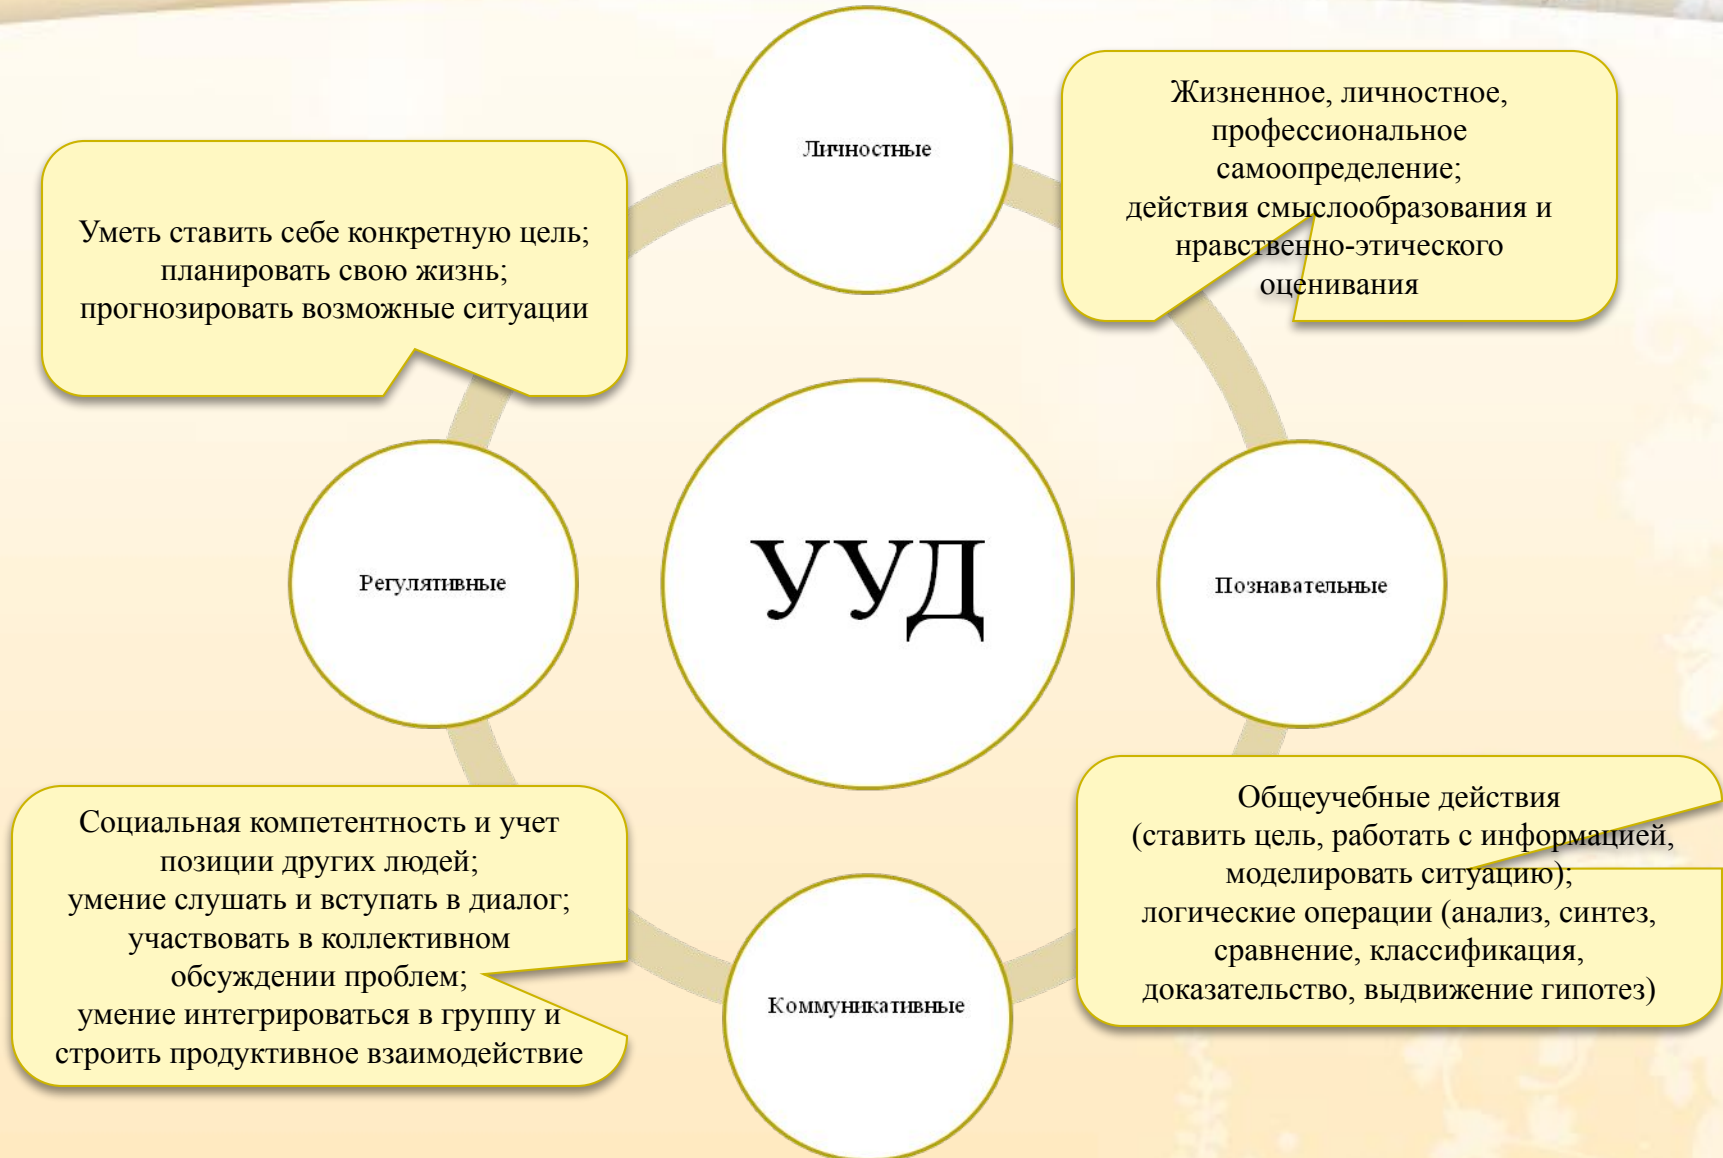 Личностные
Жизненное, личностное,
профессиональное
самоопределение;
действия смыслообразования и
нравственно-этического
оценивания
Уметь ставить себе конкретную цель;
планировать свою жизнь;
прогнозировать возможные ситуации
Регулятивные
УУД
Познавательные
Социальная компетентность и учет
позиции других людей;
умение слушать и вступать в диалог;
участвовать в коллективном
обсуждении проблем;
умение интегрироваться в группу и
строить продуктивное взаимодействие
Коммуникативные
Общеучебные действия
(ставить цель, работать с информацией,
моделировать ситуацию);
логические операции (анализ, синтез,
сравнение, классификация,
доказательство, выдвижение гипотез)